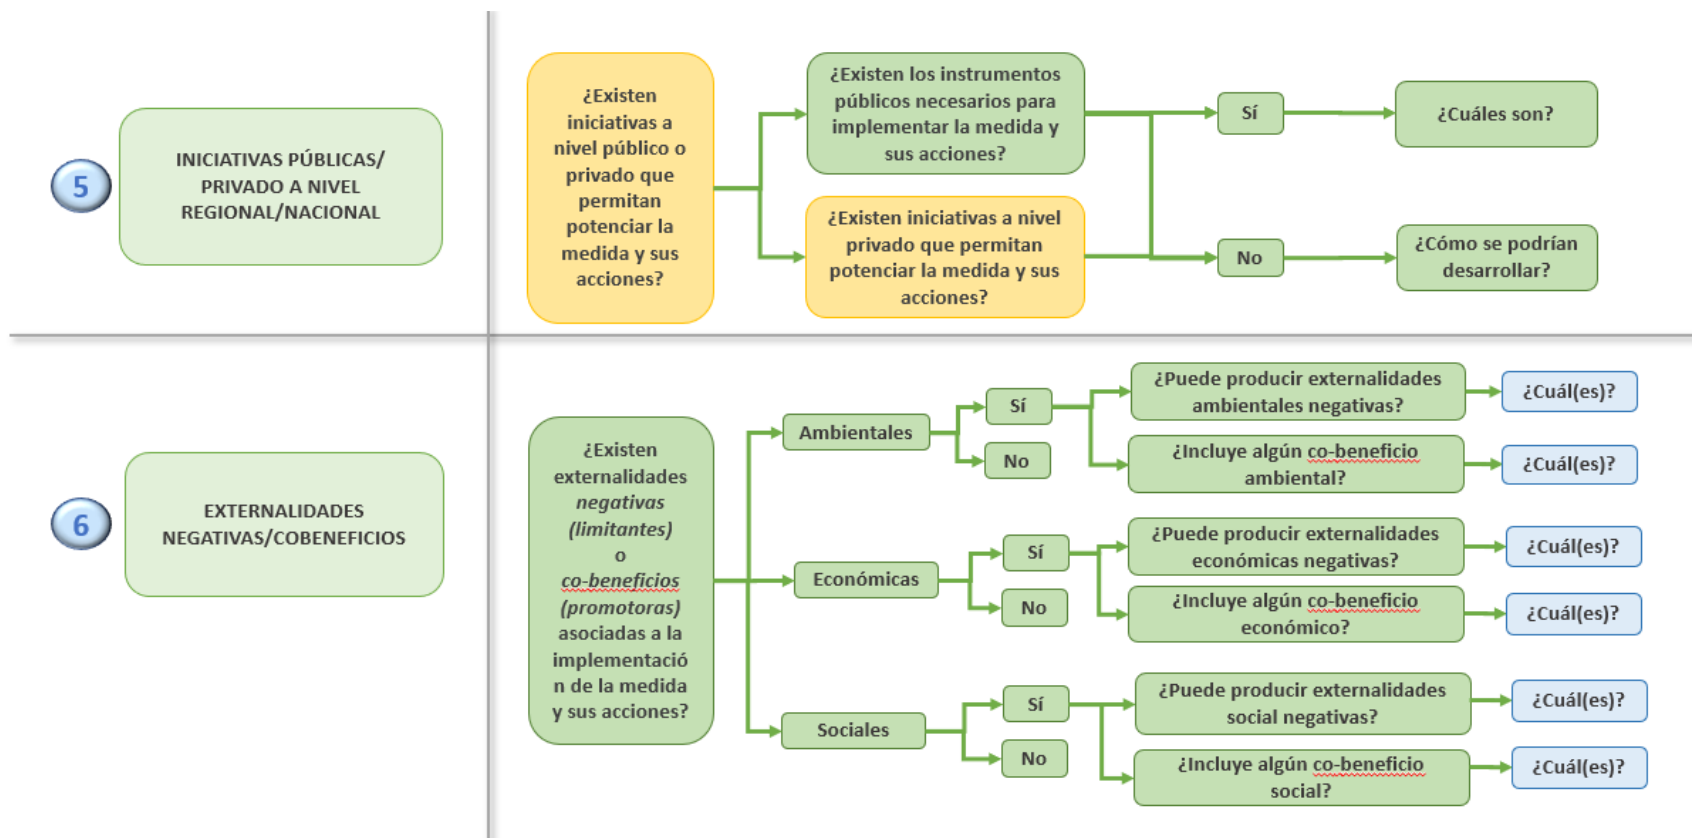 5
INICIATIVAS PÚBLICAS/
PRIVADO A NIVEL
REGIONAL/NACIONAL
¿Existen
iniciativas a
nivel público o
privado que
permitan
potenciar la
medida y sus
acciones?
¿Existen los instrumentos
públicos necesarios para
implementar la medida y
sus acciones?
¿Existen iniciativas a nivel
privado que permitan
potenciar la medida y sus
acciones?
Sí
¿Cuáles son?
No
¿Cómo se podrían
desarrollar?
6
EXTERNALIDADES
NEGATIVAS/COBENEFICIOS
¿Existen
externalidades
negativas
(limitantes)
o
co-beneficios
(promotoras)
asociadas a la
implementació
n de la medida
y sus acciones?
Ambientales
Sí
No
¿Puede producir externalidades
ambientales negativas?
¿Cuál(es)?
¿Incluye algún co-beneficio
ambiental?
¿Cuál(es)?
Económicas
Sí
No
¿Puede producir externalidades
económicas negativas?
¿Cuál(es)?
¿Incluye algún co-beneficio
económico?
¿Cuál(es)?
Sociales
Sí
No
¿Puede producir externalidades
social negativas?
¿Cuál(es)?
¿Incluye algún co-beneficio
social?
¿Cuál(es)?